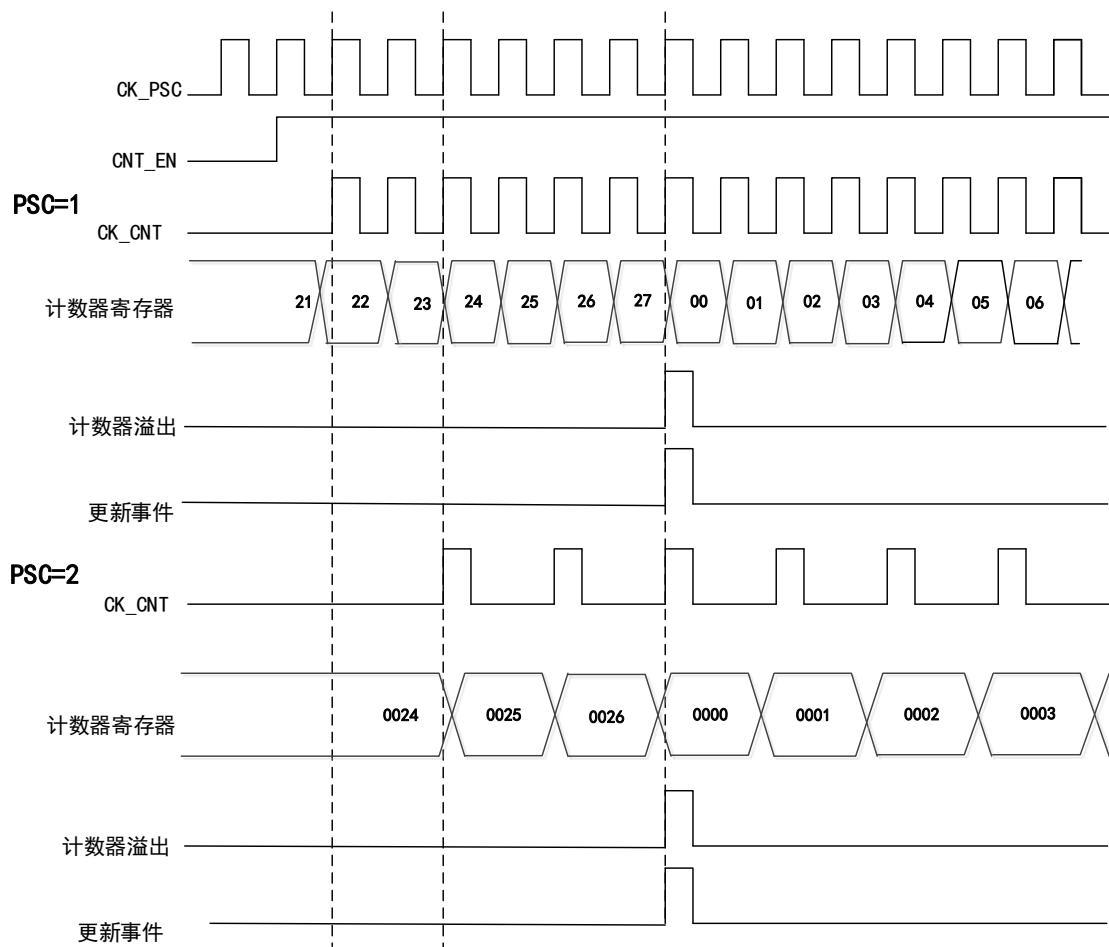 CK_PSC
CNT_EN
PSC=1
CK_CNT
计数器寄存器 21 22 23 24 25 26 27 00 01 02 03 04 05 06
计数器溢出
更新事件
PSC=2
CK_CNT
计数器寄存器 0024 0025 0026 0000 0001 0002 0003
计数器溢出
更新事件